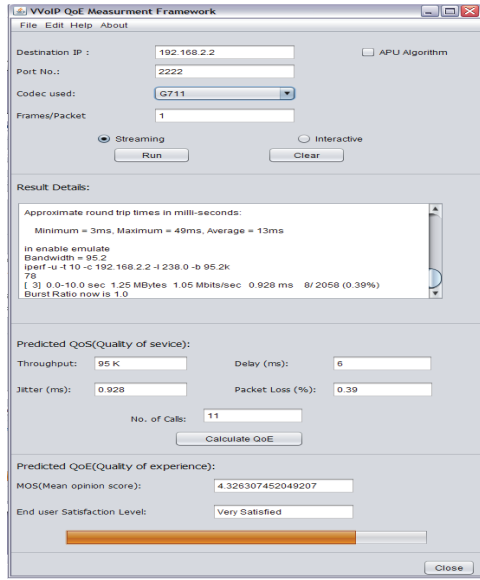 VVoIP QoE Measurment Framework
File Edit Help About
Destination IP : 192.168.2.2 APU Algorithm
Port No.: 2222
Codec used: G711
Frames/Packet 1
Streaming Interactive
Run Clear
Result Details:
Approximate round trip times in milli-seconds:
Minimum = 3ms, Maximum = 49ms, Average = 13ms
in enable emulate
Bandwidth = 95.2
iperf -u -t 10 -c 192.168.2.2 -l 238.0 -b 95.2k
78
[ 3] 0.0-10.0 sec 1.25 MBytes 1.05 Mbits/sec 0.928 ms 8/ 2058 (0.39%)
Burst Ratio now is 1.0
Predicted QoS(Quality of sevice):
Throughput: 95 K Delay (ms): 6
Jitter (ms): 0.928 Packet Loss (%): 0.39
No. of Calls: 11
Calculate QoE
Predicted QoE(Quality of experience):
MOS(Mean opinion score): 4.326307452049207
End user Satisfaction Level: Very Satisfied
Close